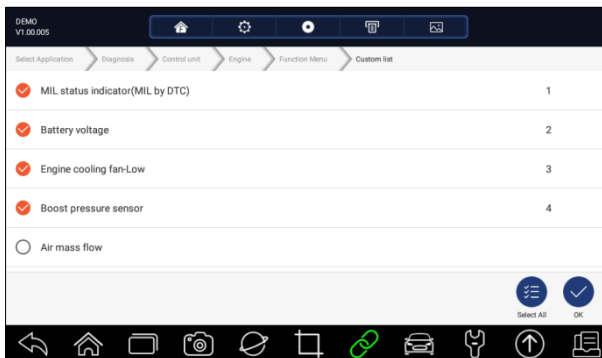 DEMO
V1.00.005
Select Application Diagnosis Control unit Engine Function Menu Custom list
MIL status indicator(MIL by DTC) 1
Battery voltage 2
Engine cooling fan-Low 3
Boost pressure sensor 4
Air mass flow
Select All OK